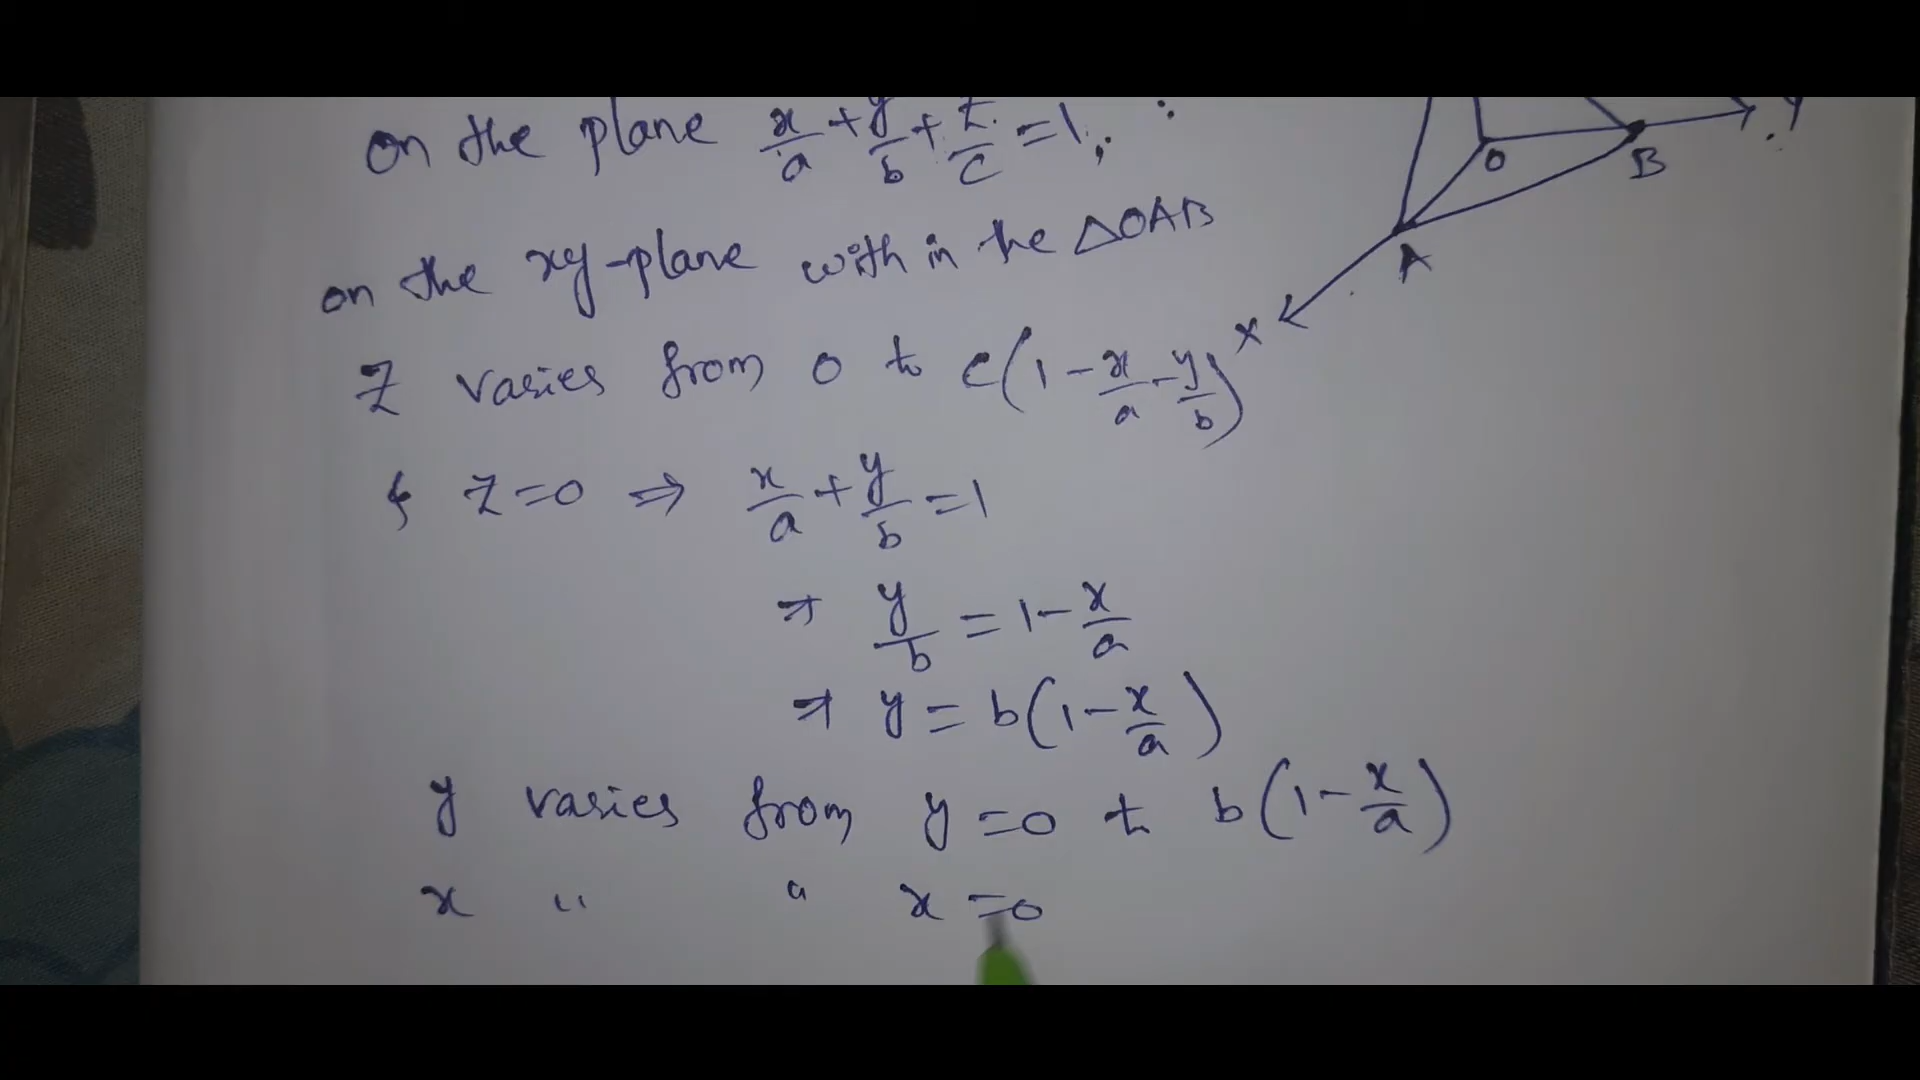 on the plane x/a + y/b + z/c = 1,
on the xy-plane with in the △OAB
Z varies from 0 to c(1 - x/a - y/b)
& Z=0 ⇒ x/a + y/b = 1
⇒ y/b = 1 - x/a
⇒ y = b(1 - x/a)
y varies from y=0 to b(1 - x/a)
x " " x=0
Y
O
B
A
X